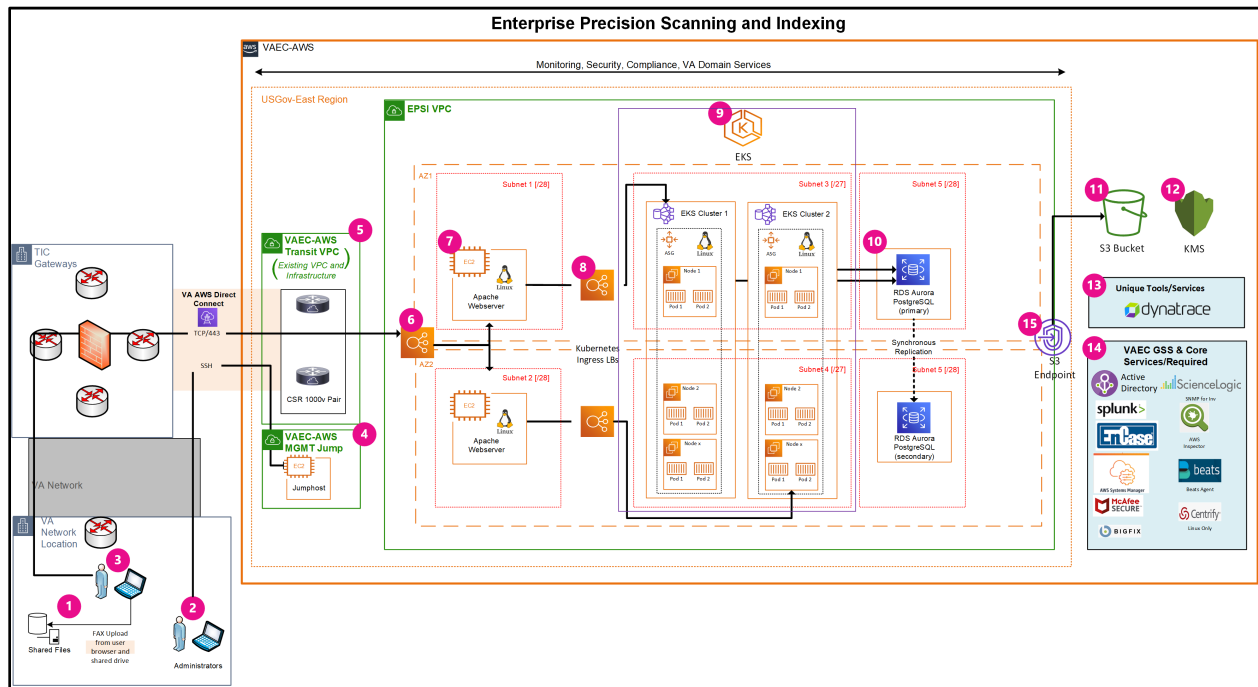 Enterprise Precision Scanning and Indexing
aws
VAEC-AWS
Monitoring, Security, Compliance, VA Domain Services
USGov-East Region
EPSI VPC
9
EKS
AZ1
Subnet 1 [/28]
Subnet 3 [/27]
Subnet 5 [/28]
7
EC2
Linux
Apache
Webserver
8
EKS Cluster 1
ASG
Linux
Node 1
Pod 1
Pod 2
EKS Cluster 2
ASG
Linux
Node 1
Pod 1
Pod 2
10
RDS Aurora
PostgreSQL
(primary)
11
S3 Bucket
12
KMS
TIC
Gateways
VA AWS Direct
Connect
TCP/443
SSH
5
VAEC-AWS
Transit VPC
(Existing VPC and
Infrastructure)
CSR 1000v Pair
6
Kubernetes
Ingress LBs
Synchronous
Replication
15
S3
Endpoint
13
Unique Tools/Services
dynatrace
AZ2
Subnet 2 [/28]
Subnet 4 [/27]
Subnet 5 [/28]
EC2
Linux
Apache
Webserver
Node 2
Pod 1
Pod 2
Node x
Pod 1
Pod 2
Node 2
Pod 1
Pod 2
Node x
Pod 1
Pod 2
RDS Aurora
PostgreSQL
(secondary)
4
VAEC-AWS
MGMT Jump
EC2
Jumphost
14
VAEC GSS & Core
Services/Required
Active
Directory
ScienceLogic
SNMP for Inv
splunk>
AWS
Inspector
EnCase
AWS Systems Manager
beats
Beats Agent
McAfee
SECURE
Centrify
Linux Only
BIGFIX
VA Network
VA
Network
Location
3
1
Shared Files
FAX Upload
from user
browser and
shared drive
2
Administrators